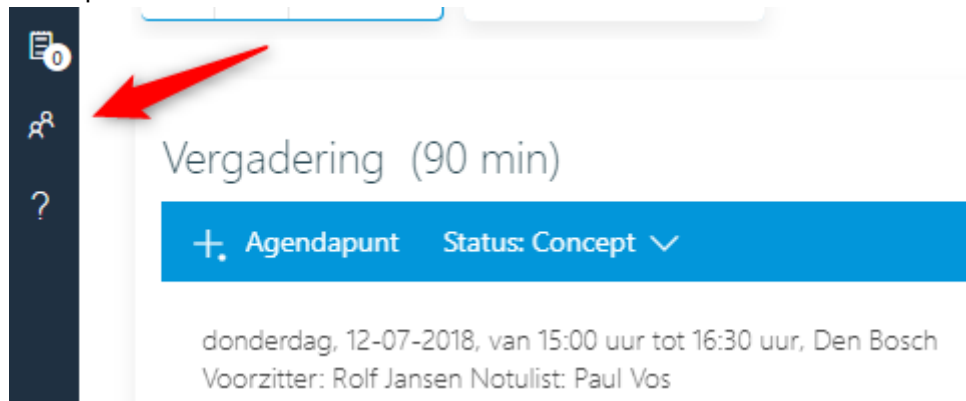 0
Vergadering (90 min)
?
Agendapunt Status: Concept
donderdag, 12-07-2018, van 15:00 uur tot 16:30 uur, Den Bosch
Voorzitter: Rolf Jansen Notulist: Paul Vos